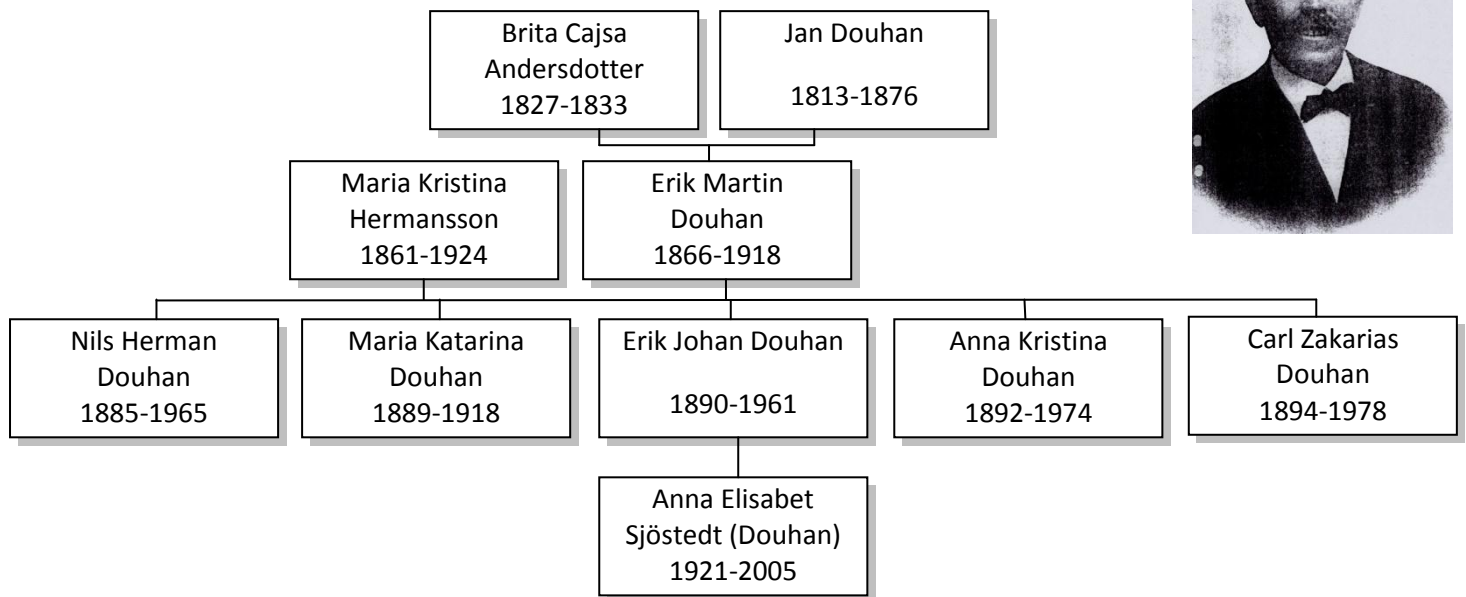 Brita Cajsa
Andersdotter
1827-1833
Jan Douhan
1813-1876
Maria Kristina
Hermansson
1861-1924
Erik Martin
Douhan
1866-1918
Nils Herman
Douhan
1885-1965
Maria Katarina
Douhan
1889-1918
Erik Johan Douhan
1890-1961
Anna Kristina
Douhan
1892-1974
Carl Zakarias
Douhan
1894-1978
Anna Elisabet
Sjöstedt (Douhan)
1921-2005